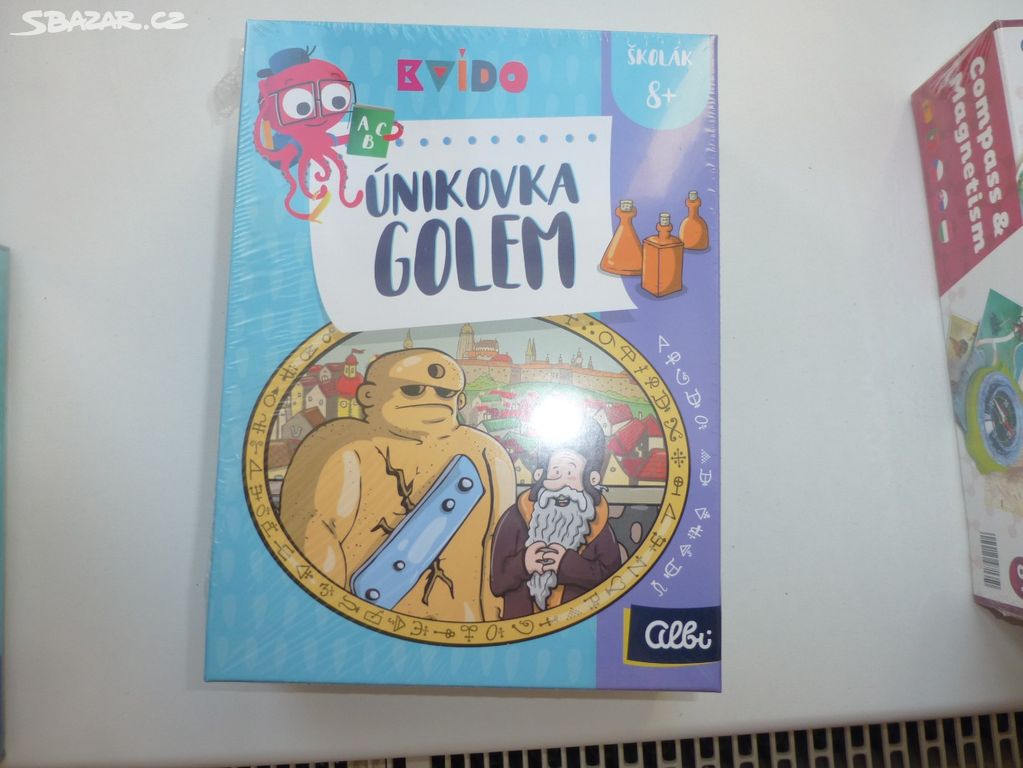 SBAZAR.CZ
KVÍDO
ŠKOLÁK
8+
A C
B
ÚNIKOVKA
GOLEM
albi
Compass &
Magnetism